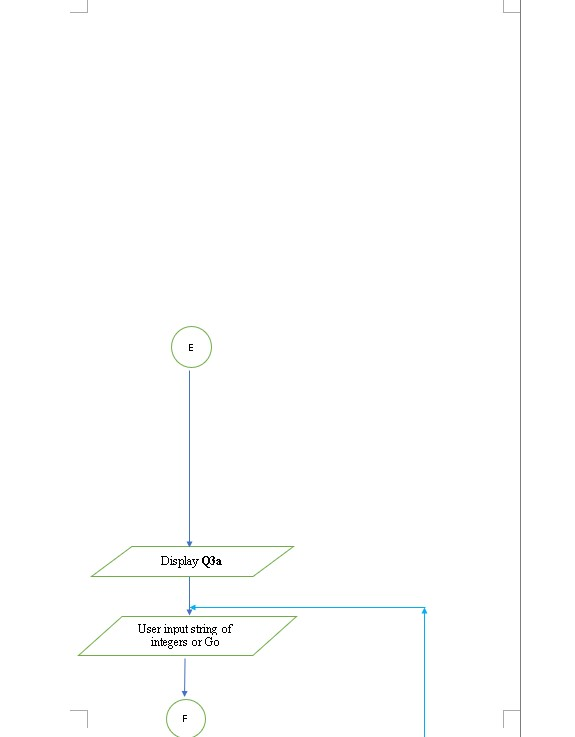 E
Display Q3a
User input string of
integers or Go
F